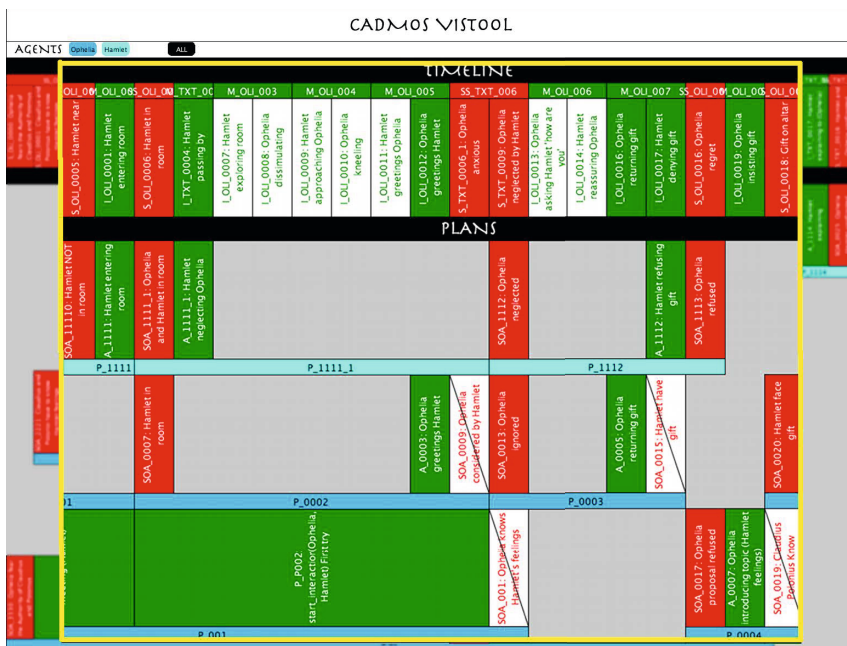 CADMOS VISTOOL
AGENTS
Ophelia
Hamlet
ALL
TIMELINE
M_OLI_003
M_OLI_004
M_OLI_005
SS_TXT_006
M_OLI_006
M_OLI_007
S_OLI_0005: Hamlet near
I_OLI_0001: Hamlet
entering room
S_OLI_0006: Hamlet in
room
I_TXT_0004: Hamlet
passing by
I_OLI_0007: Hamlet
exploring room
I_OLI_0008: Ophelia
dissimulating
I_OLI_0009: Hamlet
approaching Ophelia
I_OLI_0010: Ophelia
kneeling
I_OLI_0011: Hamlet
greetings Ophelia
I_OLI_0012: Ophelia
greetings Hamlet
S_TXT_0006_1: Ophelia
anxious
S_TXT_0009: Ophelia
neglected by Hamlet
I_OLI_0013: Ophelia
asking Hamlet 'how are
you'
I_OLI_0014: Hamlet
reassuring Ophelia
I_OLI_0016: Ophelia
returning gift
I_OLI_0017: Hamlet
denying gift
S_OLI_0016: Ophelia
regret
I_OLI_0019: Ophelia
insisting gift
S_OLI_0018: Gift on altar
PLANS
SOA_11110: Hamlet NOT
in room
A_1111: Hamlet entering
room
SOA_1111_1: Ophelia
and Hamlet in room
A_1111_1: Hamlet
neglecting Ophelia
SOA_1112: Ophelia
neglected
A_1112: Hamlet refusing
gift
SOA_1113: Ophelia
refused
P_1111
P_1111_1
P_1112
SOA_0007: Hamlet in
room
A_0003: Ophelia
greetings Hamlet
SOA_0009: Ophelia
considered by Hamlet
SOA_0013: Ophelia
ignored
A_0005: Ophelia
returning gift
SOA_0015: Hamlet have
gift
SOA_0020: Hamlet face
gift
01
P_0002
P_0003
P_P002:
start_interaction(Ophelia,
Hamlet) First try
SOA_001: Ophelia knows
Hamlet's feelings
SOA_0017: Ophelia
proposal refused
A_0007: Ophelia
introducing topic (Hamlet
feelings)
SOA_0019: Claudius
Polonius Know
P_001
P_0004